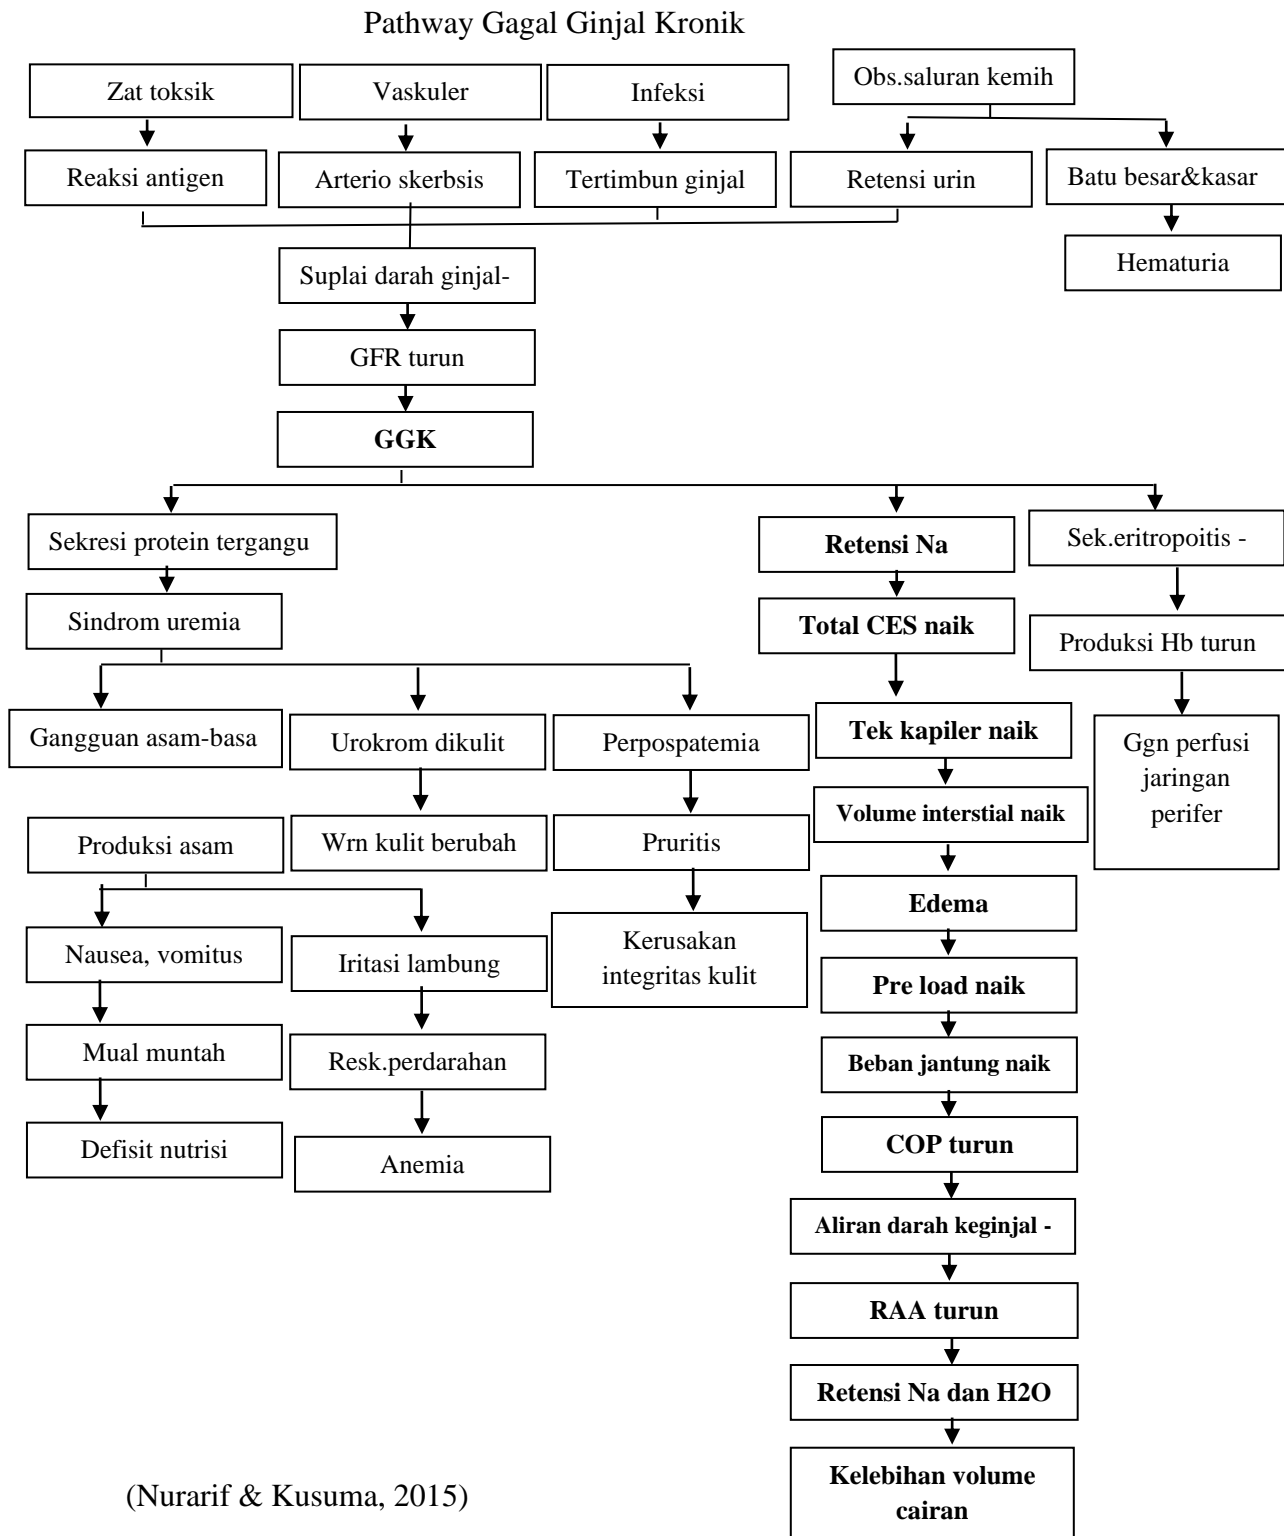 Pathway Gagal Ginjal Kronik
Zat toksik
Vaskuler
Infeksi
Obs.saluran kemih
Reaksi antigen
Arterio skerbsis
Tertimbun ginjal
Retensi urin
Batu besar&kasar
Suplai darah ginjal-
Hematuria
GFR turun
GGK
Sekresi protein tergangu
Retensi Na
Sek.eritropoitis -
Sindrom uremia
Total CES naik
Produksi Hb turun
Gangguan asam-basa
Urokrom dikulit
Perpospatemia
Tek kapiler naik
Ggn perfusi
jaringan
perifer
Produksi asam
Wrn kulit berubah
Pruritis
Volume interstial naik
Nausea, vomitus
Iritasi lambung
Kerusakan
integritas kulit
Edema
Pre load naik
Mual muntah
Resk.perdarahan
Beban jantung naik
Defisit nutrisi
Anemia
COP turun
Aliran darah keginjal -
RAA turun
Retensi Na dan H2O
Kelebihan volume
cairan
(Nurarif & Kusuma, 2015)